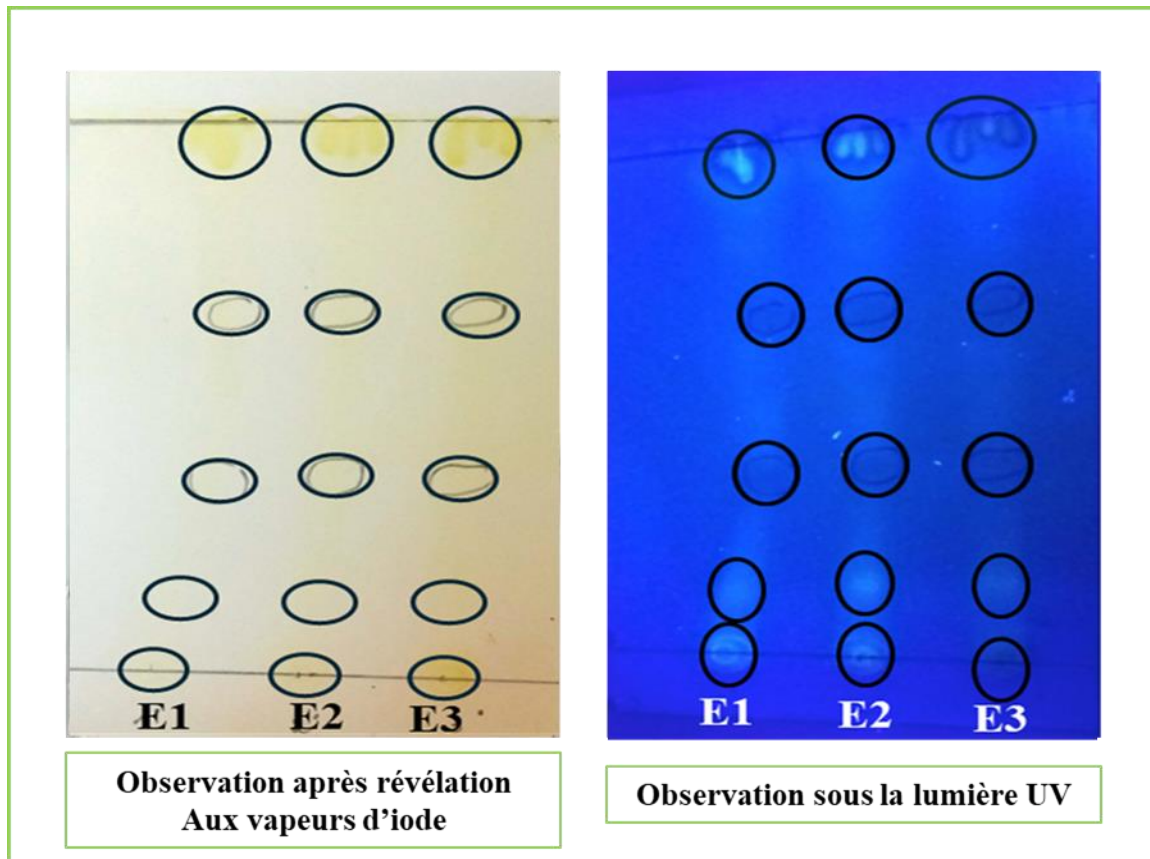 E1 E2 E3
E1 E2 E3
Observation après révélation
Aux vapeurs d’iode
Observation sous la lumière UV